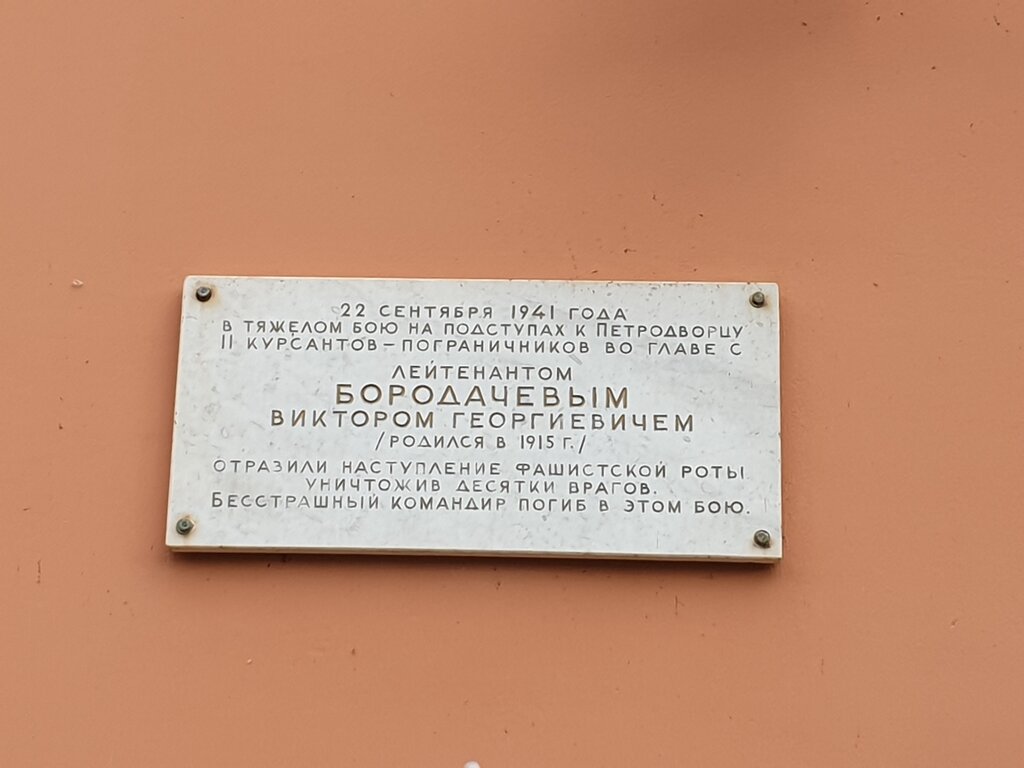 22 СЕНТЯБРЯ 1941 ГОДА
В ТЯЖЕЛОМ БОЮ НА ПОДСТУПАХ К ПЕТРОДВОРЦУ
11 КУРСАНТОВ – ПОГРАНИЧНИКОВ ВО ГЛАВЕ С
ЛЕЙТЕНАНТОМ
БОРОДАЧЕВЫМ
ВИКТОРОМ ГЕОРГИЕВИЧЕМ
/РОДИЛСЯ В 1915 Г./
ОТРАЗИЛИ НАСТУПЛЕНИЕ ФАШИСТСКОЙ РОТЫ
УНИЧТОЖИВ ДЕСЯТКИ ВРАГОВ.
БЕССТРАШНЫЙ КОМАНДИР ПОГИБ В ЭТОМ БОЮ.